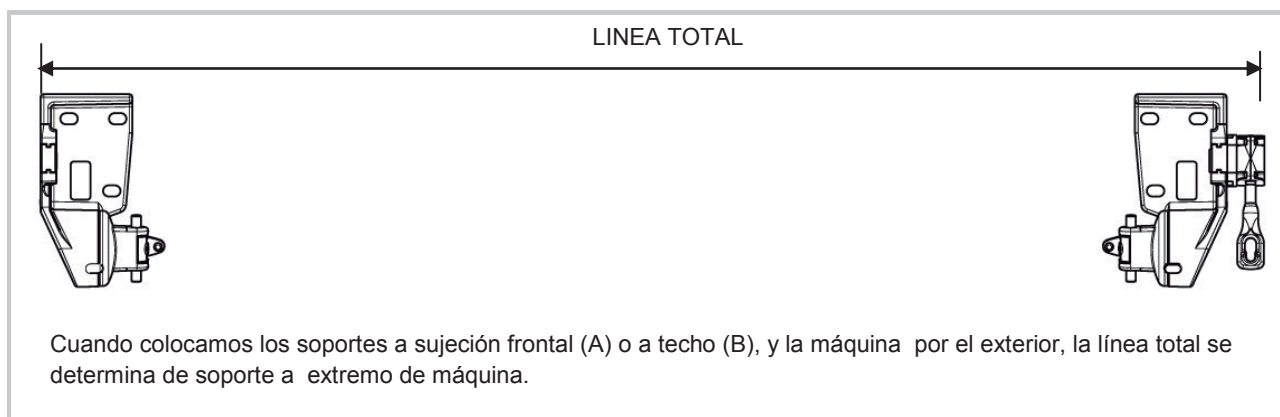 LINEA TOTAL
Cuando colocamos los soportes a sujeción frontal (A) o a techo (B), y la máquina por el exterior, la línea total se
determina de soporte a extremo de máquina.